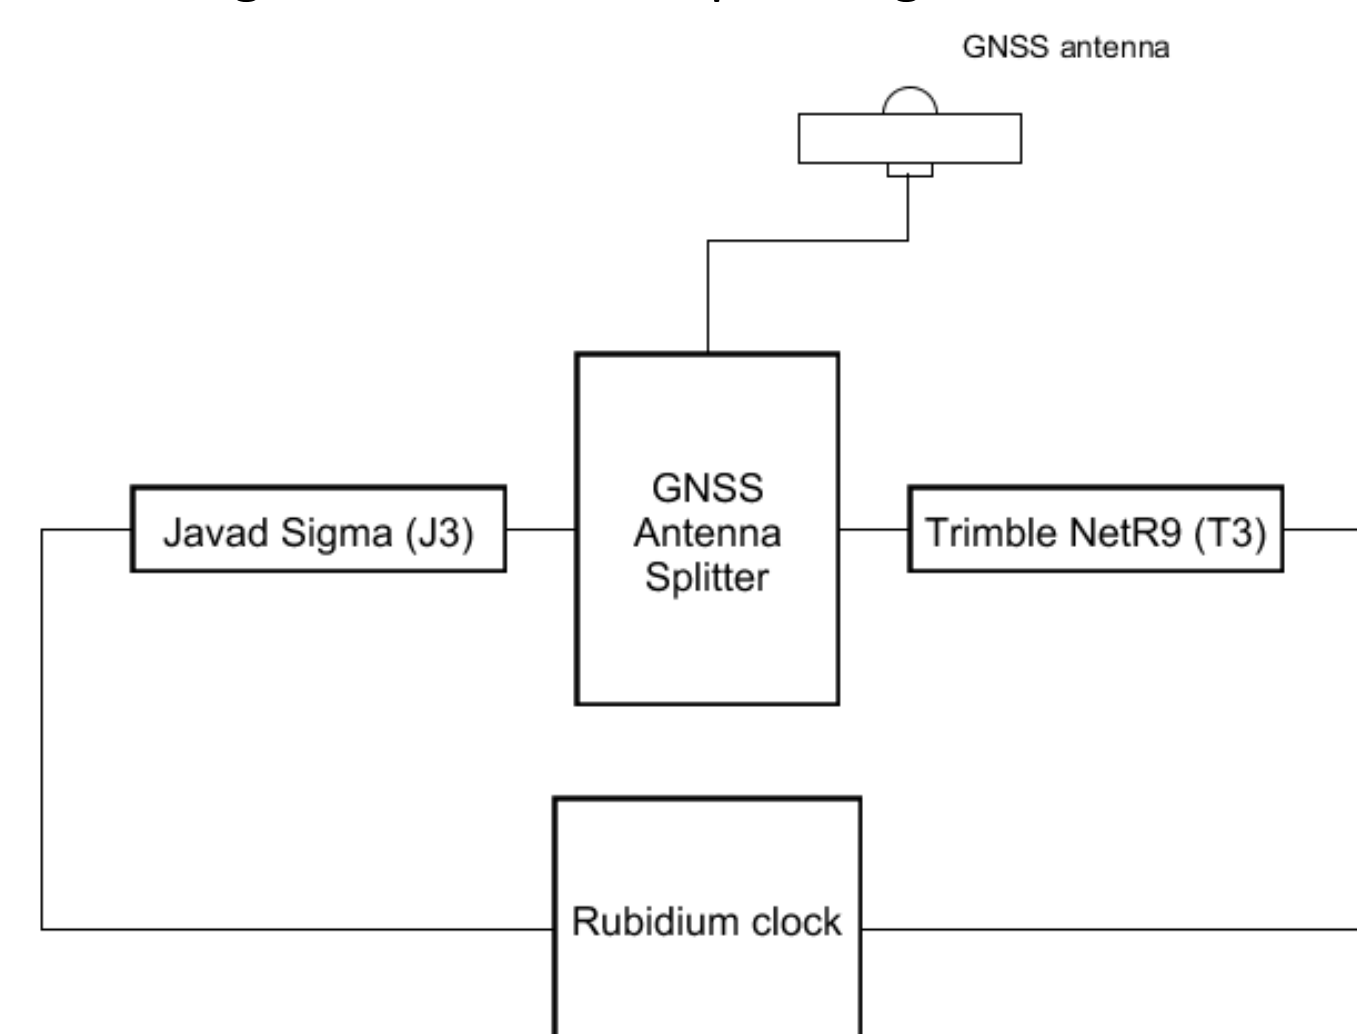 GNSS antenna
GNSS
Antenna
Splitter
Javad Sigma (J3)
Trimble NetR9 (T3)
Rubidium clock